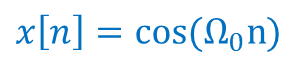 x[n] = cos(Ω₀n)